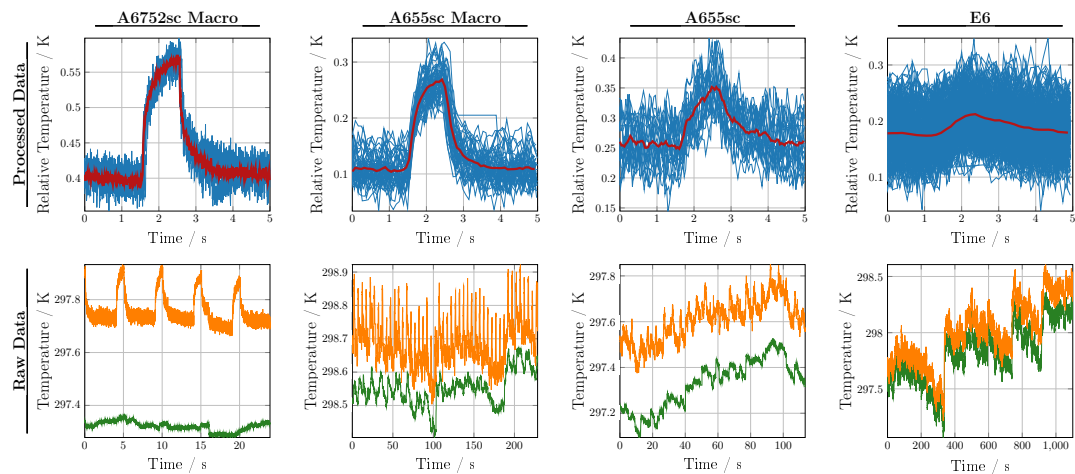 A6752sc Macro
A655sc Macro
A655sc
E6
Processed Data
Relative Temperature / K
0.55
0.5
0.45
0.4
0 1 2 3 4 5
Time / s
Relative Temperature / K
0.3
0.2
0.1
0 1 2 3 4 5
Time / s
Relative Temperature / K
0.4
0.35
0.3
0.25
0.2
0.15
0 1 2 3 4 5
Time / s
Relative Temperature / K
0.3
0.2
0.1
0 1 2 3 4 5
Time / s
Raw Data
Temperature / K
297.8
297.6
297.4
0 5 10 15 20
Time / s
Temperature / K
298.9
298.8
298.7
298.6
298.5
0 50 100 150 200
Time / s
Temperature / K
297.8
297.6
297.4
297.2
0 20 40 60 80 100
Time / s
Temperature / K
298.5
298
297.5
0 200 400 600 800 1,000
Time / s